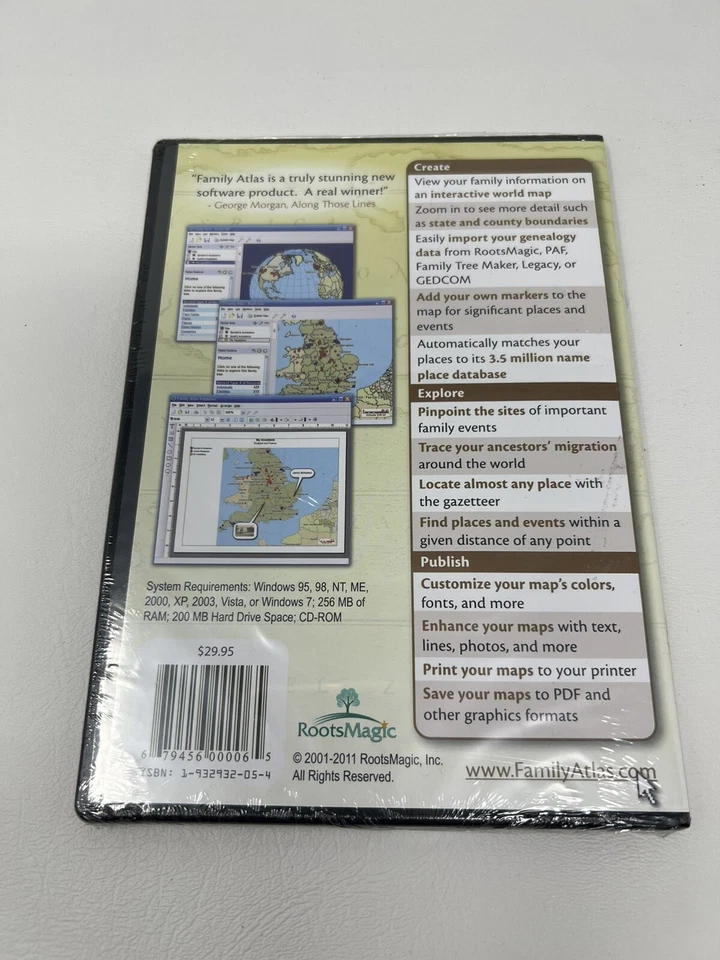 "Family Atlas is a truly stunning new
software product. A real winner!"
- George Morgan, Along Those Lines
Home
Home
System Requirements: Windows 95, 98, NT, ME,
2000, XP, 2003, Vista, or Windows 7; 256 MB of
RAM; 200 MB Hard Drive Space; CD-ROM
$29.95
6 79456 00006 5
ISBN: 1-932932-05-4
RootsMagic
© 2001-2011 RootsMagic, Inc.
All Rights Reserved.
Create
View your family information on
an interactive world map
Zoom in to see more detail such
as state and county boundaries
Easily import your genealogy
data from RootsMagic, PAF,
Family Tree Maker, Legacy, or
GEDCOM
Add your own markers to the
map for significant places and
events
Automatically matches your
places to its 3.5 million name
place database
Explore
Pinpoint the sites of important
family events
Trace your ancestors' migration
around the world
Locate almost any place with
the gazetteer
Find places and events within a
given distance of any point
Publish
Customize your map's colors,
fonts, and more
Enhance your maps with text,
lines, photos, and more
Print your maps to your printer
Save your maps to PDF and
other graphics formats
www.FamilyAtlas.com